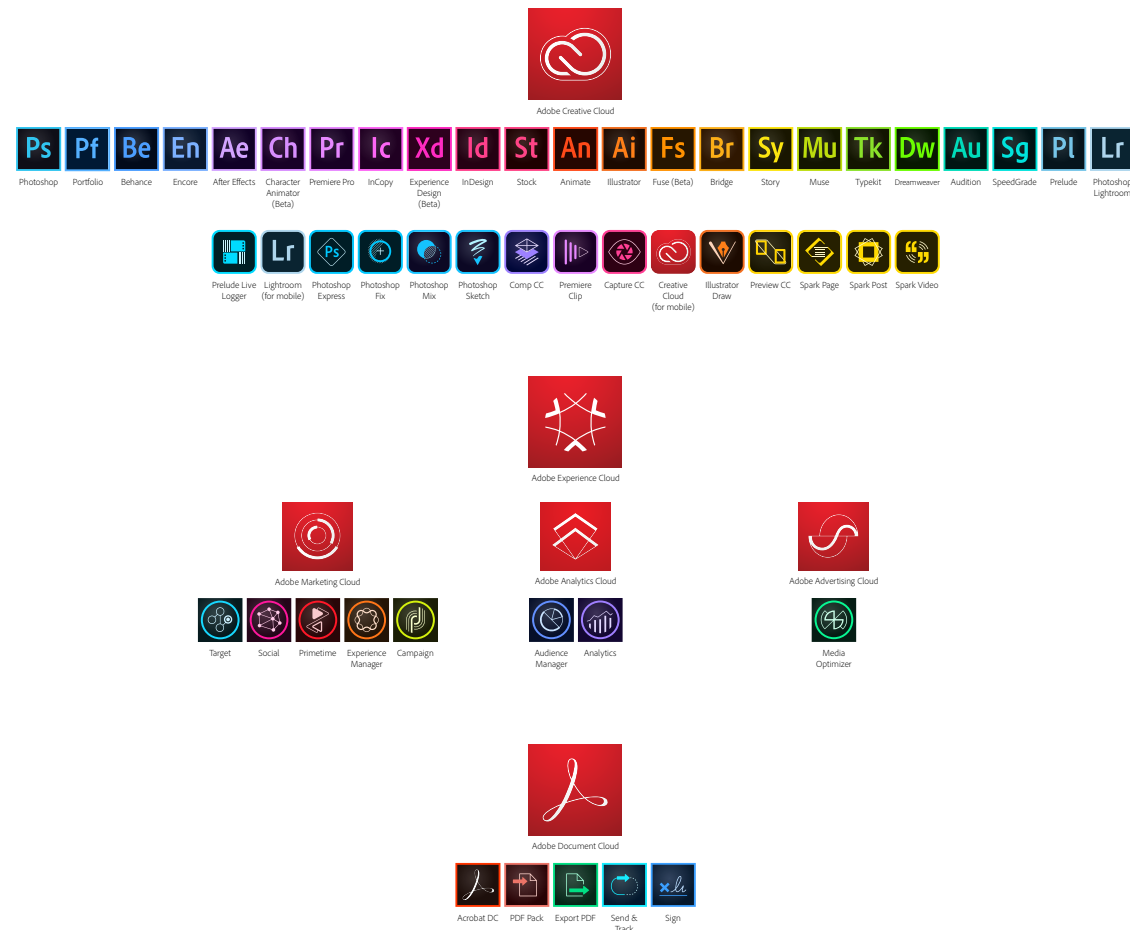 Adobe Creative Cloud
Ps Pf Be En Ae Ch Pr Ic Xd Id St An Ai Fs Br Sy Mu Tk Dw Au Sg Pl Lr
Photoshop Portfolio Behance Encore After Effects Character Premiere Pro InCopy Experience InDesign Stock Animate Illustrator Fuse (Beta) Bridge Story Muse Typekit Dreamweaver Audition SpeedGrade Prelude Photoshop
Animator Design Lightroom
(Beta) (Beta)
Lr Ps
Prelude Live Lightroom Photoshop Photoshop Photoshop Photoshop Comp CC Premiere Capture CC Creative Illustrator Preview CC Spark Page Spark Post Spark Video
Logger (for mobile) Express Fix Mix Sketch Clip Cloud Draw
(for mobile)
Adobe Experience Cloud
Adobe Marketing Cloud Adobe Analytics Cloud Adobe Advertising Cloud
Target Social Primetime Experience Campaign Audience Analytics Media
Manager Manager Optimizer
Adobe Document Cloud
Acrobat DC PDF Pack Export PDF Send & Sign
Track